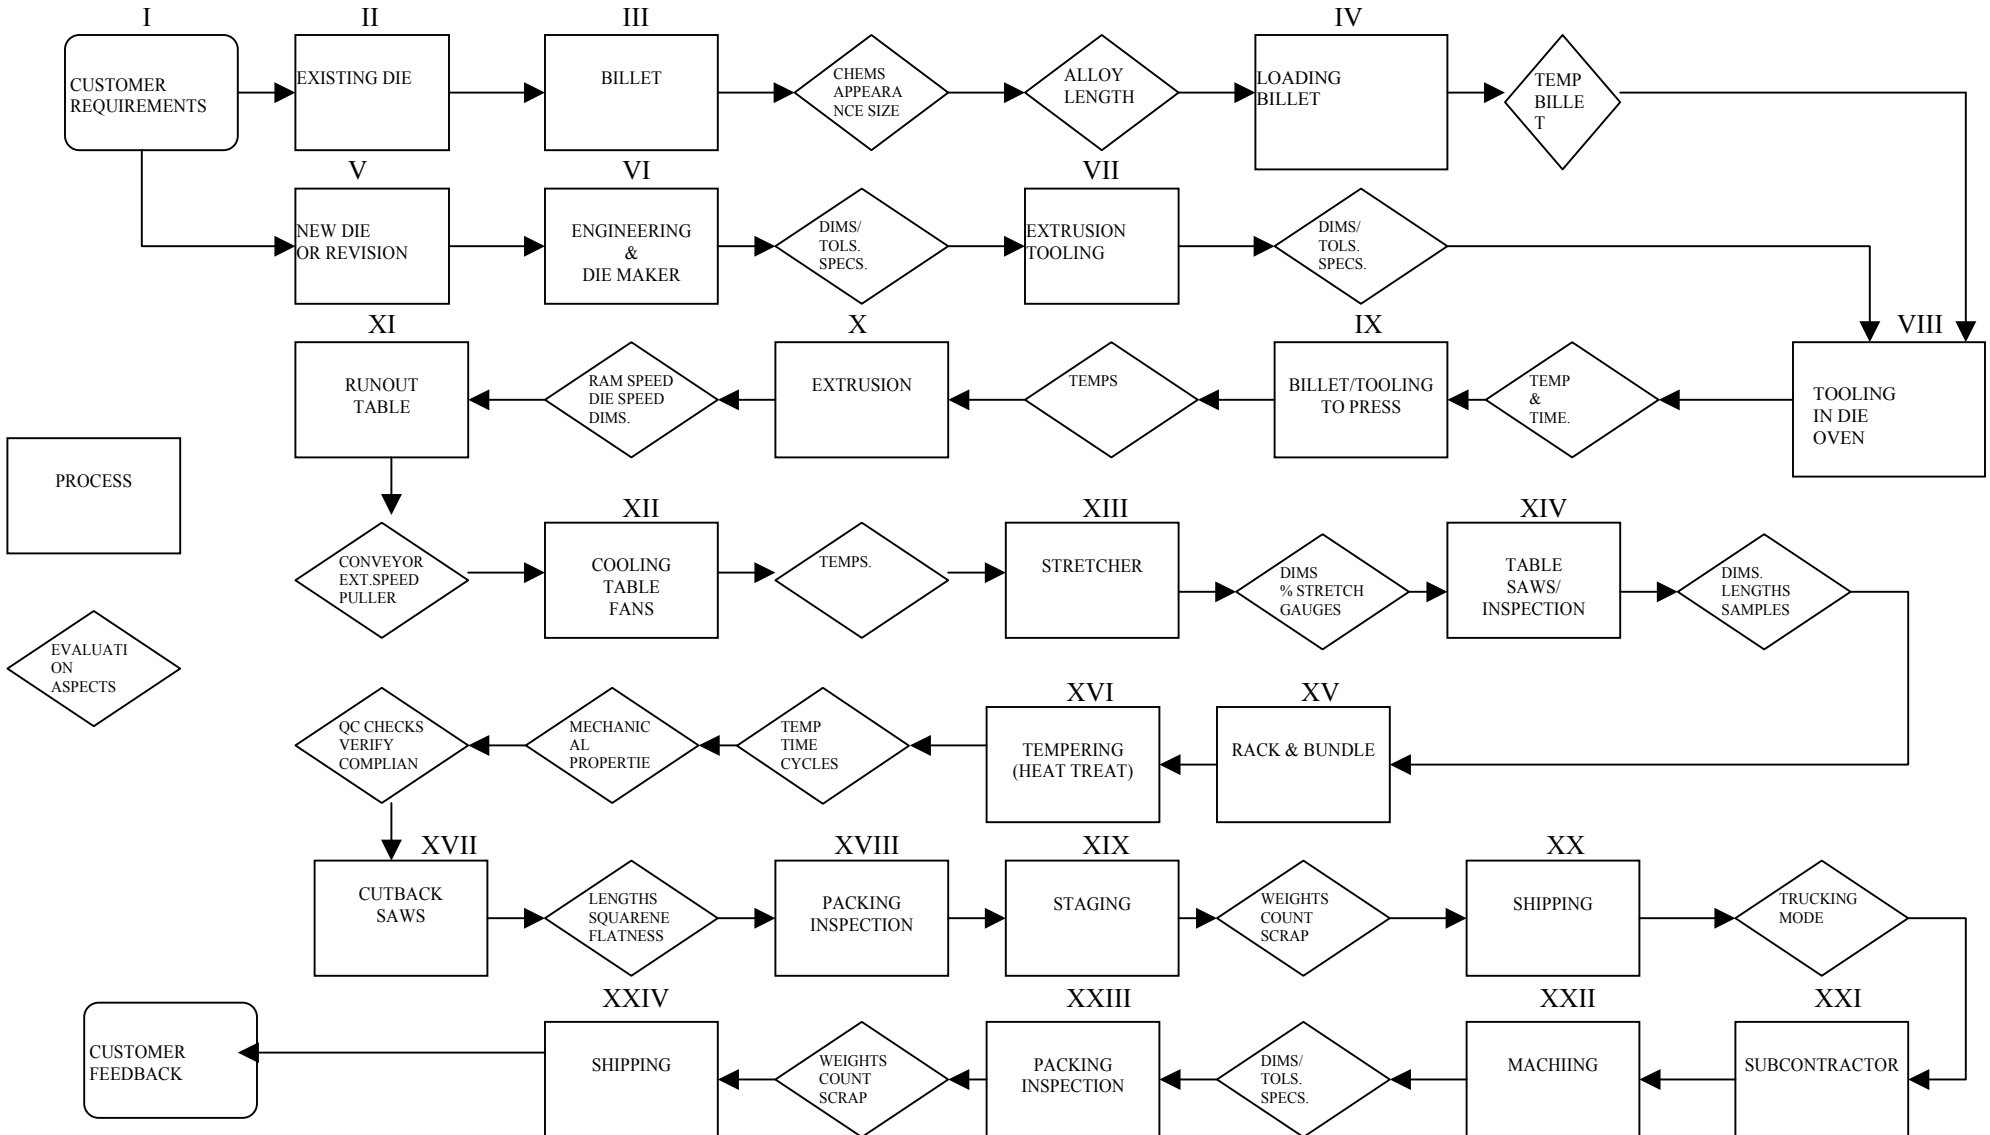 I
II
III
IV
CUSTOMER
REQUIREMENTS
EXISTING DIE
BILLET
CHEMS
APPEARA
NCE SIZE
ALLOY
LENGTH
LOADING
BILLET
TEMP
BILLE
T
V
VI
VII
NEW DIE
OR REVISION
ENGINEERING
&
DIE MAKER
DIMS/
TOLS.
SPECS.
EXTRUSION
TOOLING
DIMS/
TOLS.
SPECS.
XI
X
IX
VIII
RUNOUT
TABLE
RAM SPEED
DIE SPEED
DIMS.
EXTRUSION
TEMPS
BILLET/TOOLING
TO PRESS
TEMP
&
TIME.
TOOLING
IN DIE
OVEN
PROCESS
XII
XIII
XIV
CONVEYOR
EXT.SPEED
PULLER
COOLING
TABLE
FANS
TEMPS.
STRETCHER
DIMS
% STRETCH
GAUGES
TABLE
SAWS/
INSPECTION
DIMS.
LENGTHS
SAMPLES
EVALUATI
ON
ASPECTS
XVI
XV
QC CHECKS
VERIFY
COMPLIAN
MECHANIC
AL
PROPERTIE
TEMP
TIME
CYCLES
TEMPERING
(HEAT TREAT)
RACK & BUNDLE
XVII
XVIII
XIX
XX
CUTBACK
SAWS
LENGTHS
SQUARENE
FLATNESS
PACKING
INSPECTION
STAGING
WEIGHTS
COUNT
SCRAP
SHIPPING
TRUCKING
MODE
XXIV
XXIII
XXII
XXI
CUSTOMER
FEEDBACK
SHIPPING
WEIGHTS
COUNT
SCRAP
PACKING
INSPECTION
DIMS/
TOLS.
SPECS.
MACHIING
SUBCONTRACTOR